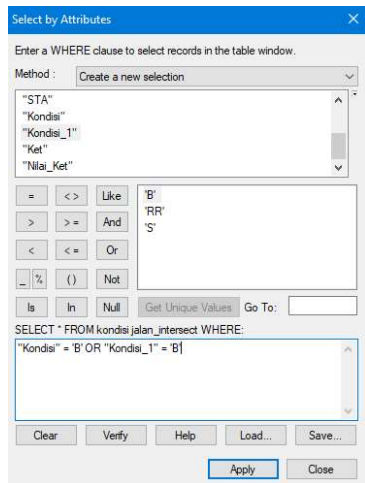 Select by Attributes
Enter a WHERE clause to select records in the table window.
Method : Create a new selection
"STA"
"Kondisi"
"Kondisi_1"
"Ket"
"Nilai_Ket"
= <> Like
> >= And
< <= Or
_ % () Not
Is In Null
'B'
'RR'
'S'
Get Unique Values Go To:
SELECT * FROM kondisi jalan_intersect WHERE:
"Kondisi" = 'B' OR "Kondisi_1" = 'B'
Clear Verify Help Load... Save...
Apply Close